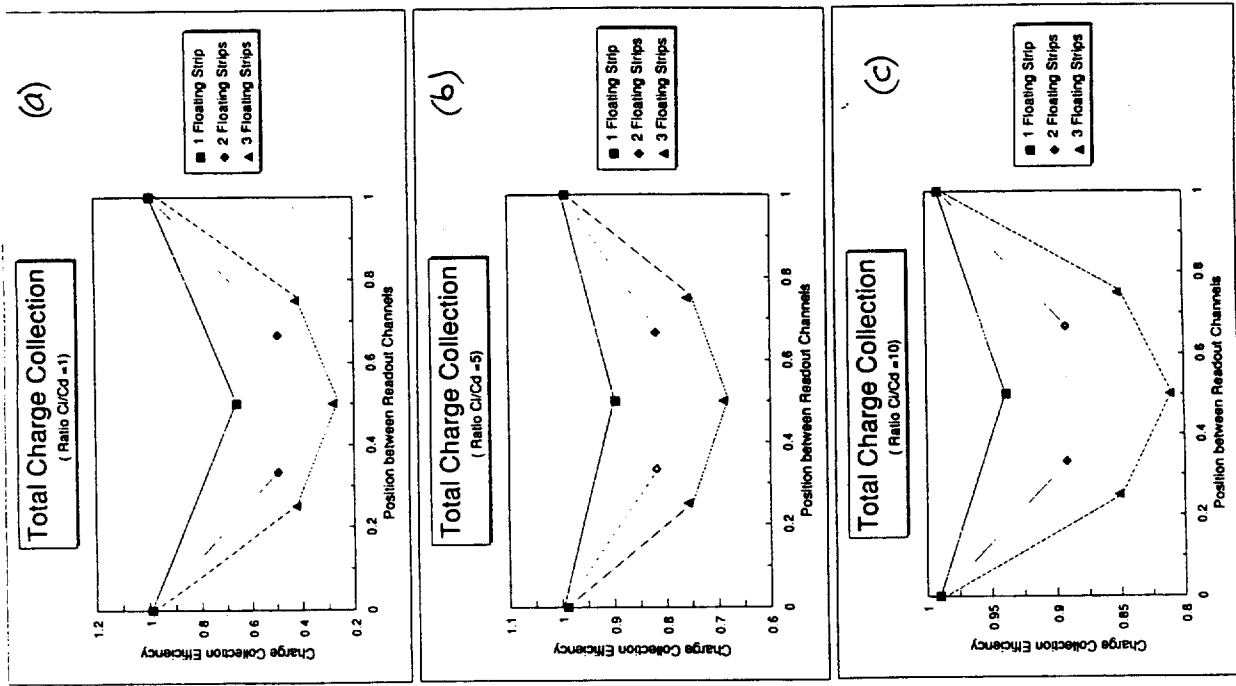 (a)
Total Charge Collection
( Ratio Ci/Cd =1)
1 Floating Strip
2 Floating Strips
3 Floating Strips
Charge Collection Efficiency
1.2
1
0.8
0.6
0.4
0.2
0
0.2
0.4
0.6
0.8
1
Position between Readout Channels
(b)
Total Charge Collection
( Ratio Ci/Cd =5)
1 Floating Strip
2 Floating Strips
3 Floating Strips
Charge Collection Efficiency
1.1
1
0.9
0.8
0.7
0.6
0
0.2
0.4
0.6
0.8
1
Position between Readout Channels
(c)
Total Charge Collection
( Ratio Ci/Cd =10)
1 Floating Strip
2 Floating Strips
3 Floating Strips
Charge Collection Efficiency
1
0.95
0.9
0.85
0.8
0
0.2
0.4
0.6
0.8
1
Position between Readout Channels